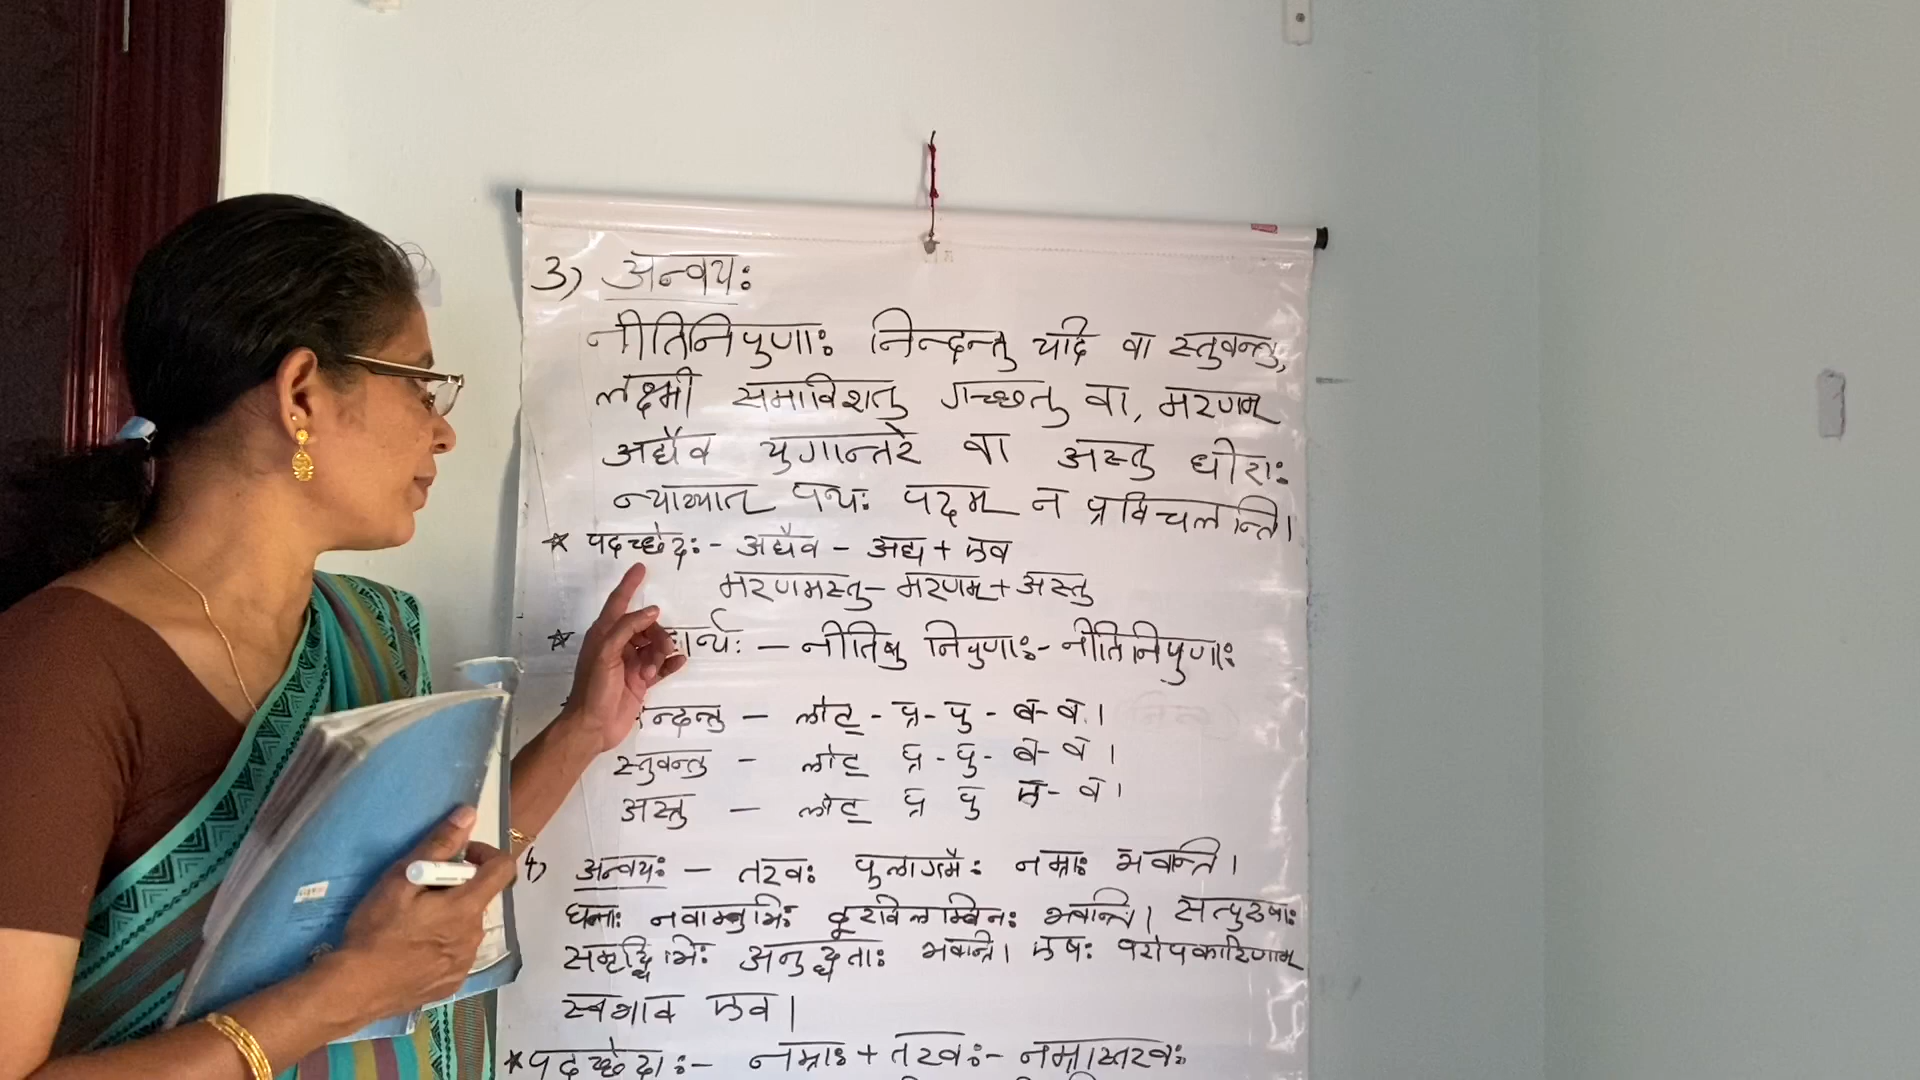 3) अन्वयः
नीतिनिपुणाः निन्दन्तु यदि वा स्तुवन्तु,
लक्ष्मी समाविशतु गच्छतु वा, मरणम्
अद्यैव युगान्तरे वा अस्तु धीराः
न्याय्यात् पथः पदम् न प्रविचलन्ति।
* पदच्छेदः - अद्यैव - अद्य + एव
मरणमस्तु - मरणम् + अस्तु
* र्थः - नीतिषु निपुणाः - नीतिनिपुणाः
न्दन्तु - लोट् - प्र - पु - ब - व।
स्तुवन्तु - लोट् प्र - पु - ब - व।
अस्तु - लोट् प्र पु ए - व।
4) अन्वयः - तरवः फुलागमैः नम्राः भवन्ति।
घनाः नवाम्बुभिः दूरविलम्बिनः भवन्ति। सत्पुरुषाः
समृद्धिभिः अनुद्धताः भवन्ति। एषः परोपकारिणाम्
स्वभाव एव।
* पदच्छेदाः :- नम्राः + तरवः - नम्रास्तरवः